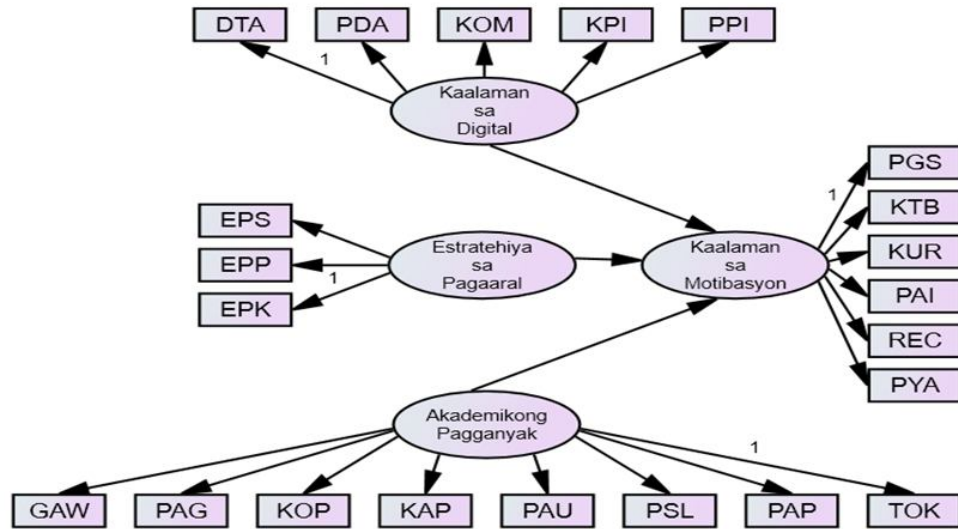 DTA PDA KOM KPI PPI
1
Kaalaman
sa
Digital
PGS
1
KTB
EPS
EPP
1
EPK
Estratehiya
sa
Pagaaral
Kaalaman
sa
Motibasyon
KUR
PAI
REC
PYA
Akademikong
Pagganyak
1
GAW PAG KOP KAP PAU PSL PAP TOK